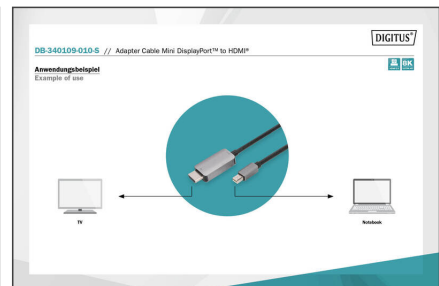 DIGITUS®
DB-340109-010-S // Adapter Cable Mini DisplayPort™ to HDMI®
8K
Anwendungsbeispiel
Example of use
TV
Notebook